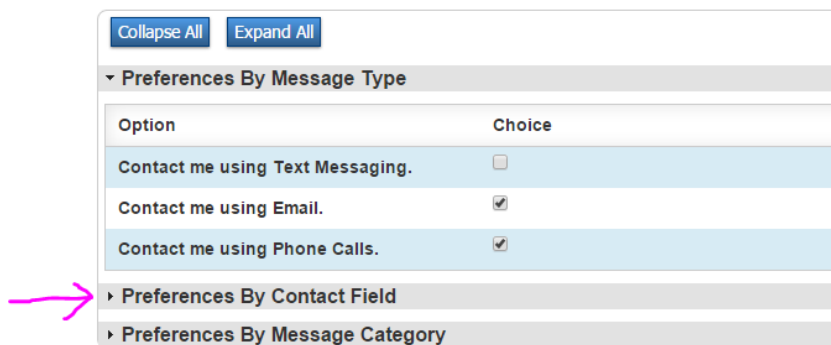 Collapse All Expand All
Preferences By Message Type
Option Choice
Contact me using Text Messaging.
Contact me using Email.
Contact me using Phone Calls.
Preferences By Contact Field
Preferences By Message Category